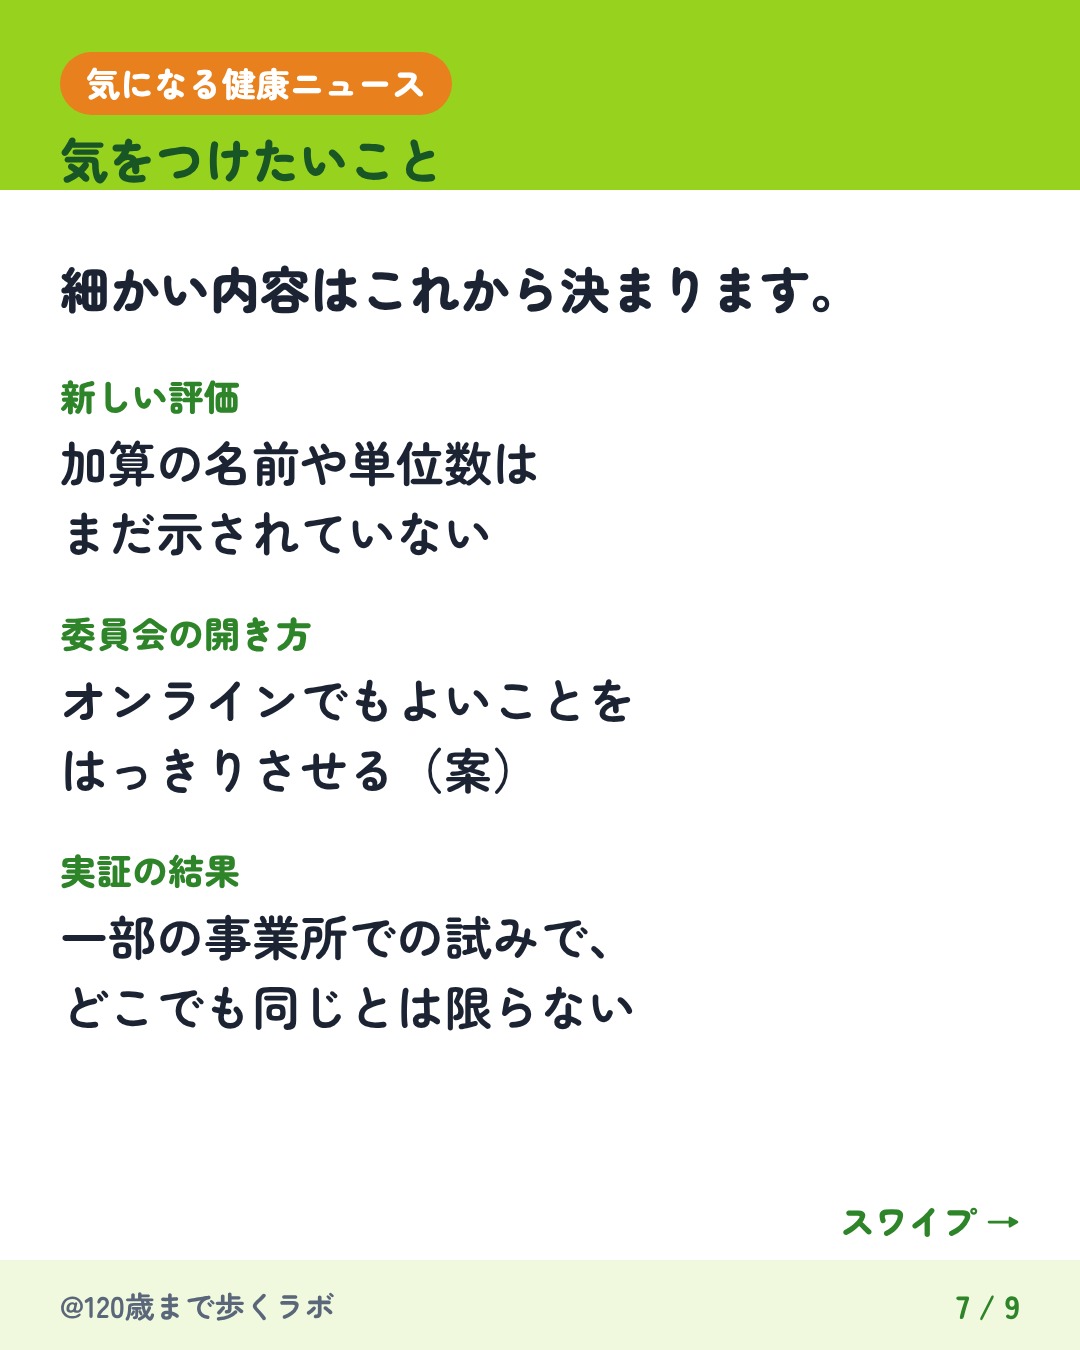 気になる健康ニュース
気をつけたいこと
細かい内容はこれから決まります。
新しい評価
加算の名前や単位数は
まだ示されていない
委員会の開き方
オンラインでもよいことを
はっきりさせる（案）
実証の結果
一部の事業所での試みで、
どこでも同じとは限らない
スワイプ →
@120歳まで歩くラボ
7 / 9